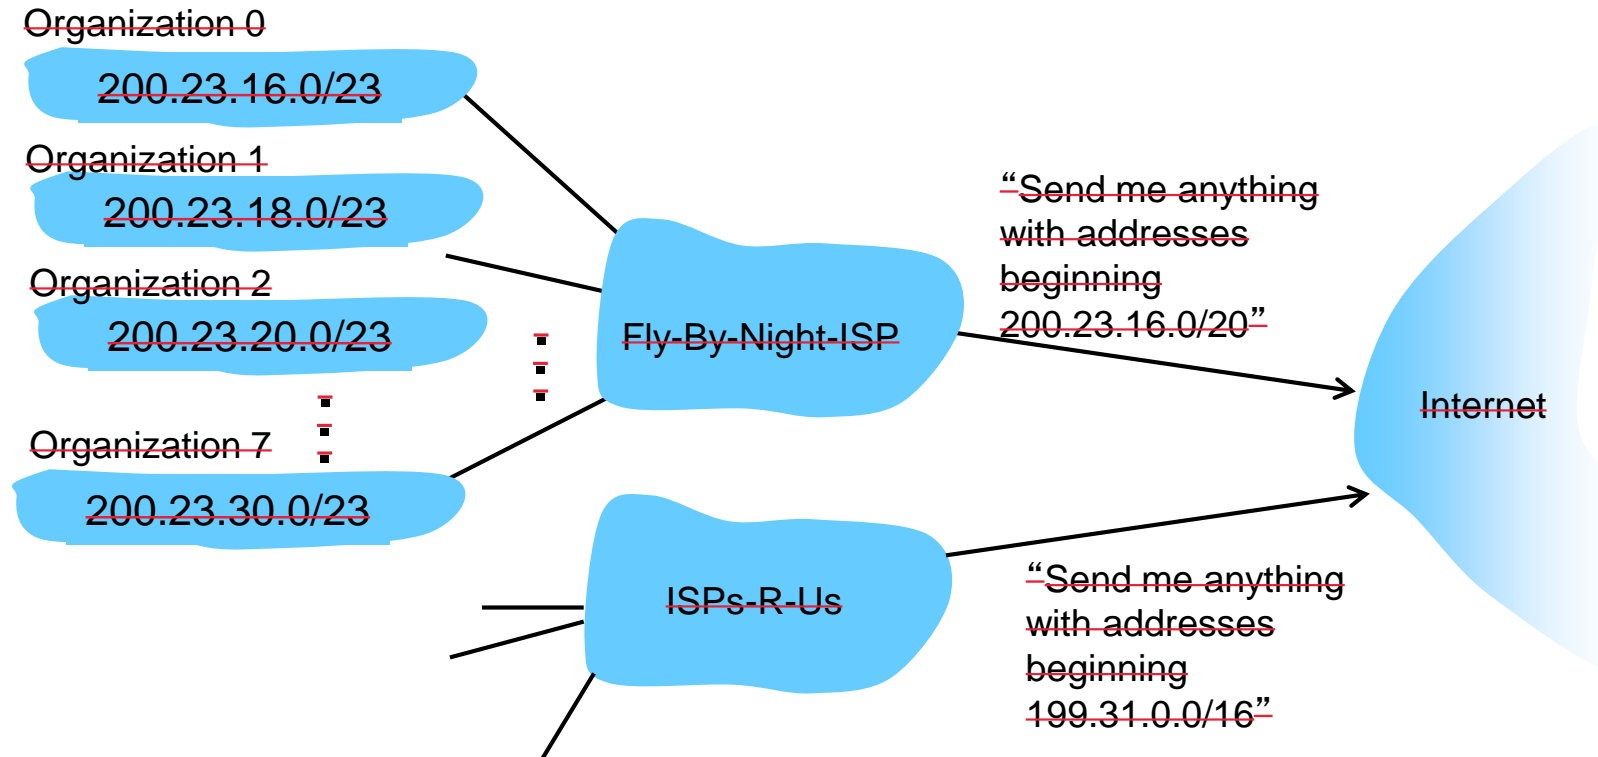 Organization 0
200.23.16.0/23
Organization 1
200.23.18.0/23
Organization 2
200.23.20.0/23
Organization 7
200.23.30.0/23
Fly-By-Night-ISP
“Send me anything
with addresses
beginning
200.23.16.0/20”
Internet
ISPs-R-Us
“Send me anything
with addresses
beginning
199.31.0.0/16”